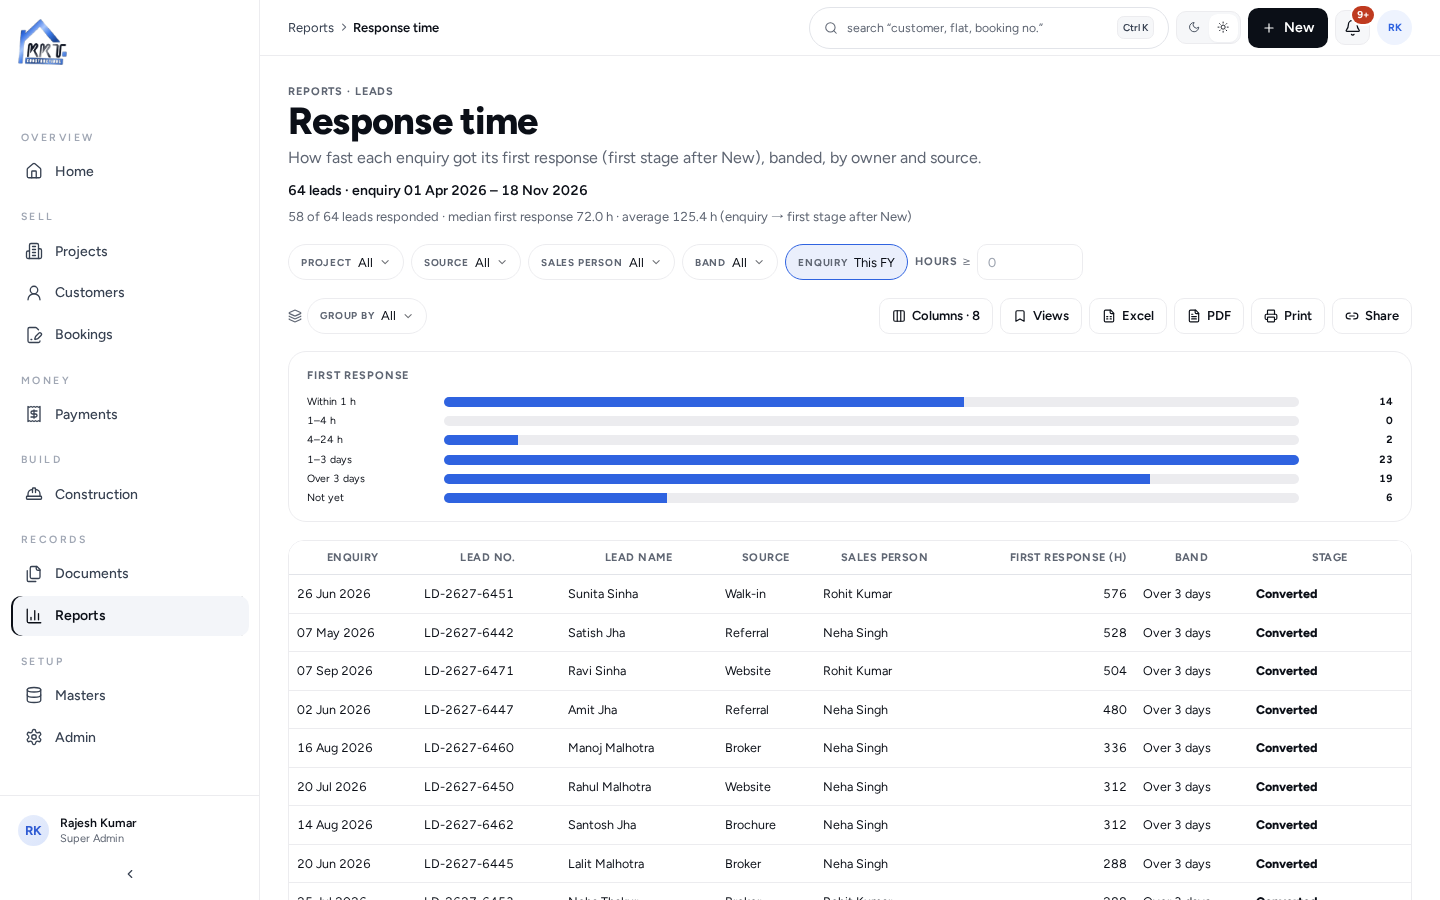 RKT
CONSTRUCTIONS
Reports > Response time
search “customer, flat, booking no.”
Ctrl K
+ New
9+
RK
OVERVIEW
Home
SELL
Projects
Customers
Bookings
MONEY
Payments
BUILD
Construction
RECORDS
Documents
Reports
SETUP
Masters
Admin
RK
Rajesh Kumar
Super Admin
REPORTS · LEADS
Response time
How fast each enquiry got its first response (first stage after New), banded, by owner and source.
64 leads · enquiry 01 Apr 2026 – 18 Nov 2026
58 of 64 leads responded · median first response 72.0 h · average 125.4 h (enquiry → first stage after New)
PROJECT All SOURCE All SALES PERSON All BAND All ENQUIRY This FY HOURS ≥ 0
GROUP BY All
Columns · 8 Views Excel PDF Print Share
FIRST RESPONSE
Within 1 h 14
1–4 h 0
4–24 h 2
1–3 days 23
Over 3 days 19
Not yet 6
ENQUIRY LEAD NO. LEAD NAME SOURCE SALES PERSON FIRST RESPONSE (H) BAND STAGE
26 Jun 2026 LD-2627-6451 Sunita Sinha Walk-in Rohit Kumar 576 Over 3 days Converted
07 May 2026 LD-2627-6442 Satish Jha Referral Neha Singh 528 Over 3 days Converted
07 Sep 2026 LD-2627-6471 Ravi Sinha Website Rohit Kumar 504 Over 3 days Converted
02 Jun 2026 LD-2627-6447 Amit Jha Referral Neha Singh 480 Over 3 days Converted
16 Aug 2026 LD-2627-6460 Manoj Malhotra Broker Neha Singh 336 Over 3 days Converted
20 Jul 2026 LD-2627-6450 Rahul Malhotra Website Neha Singh 312 Over 3 days Converted
14 Aug 2026 LD-2627-6462 Santosh Jha Brochure Neha Singh 312 Over 3 days Converted
20 Jun 2026 LD-2627-6445 Lalit Malhotra Broker Neha Singh 288 Over 3 days Converted